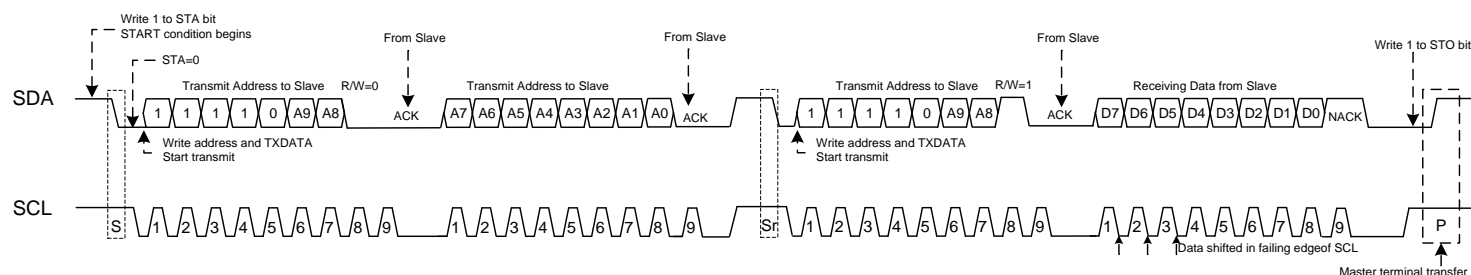 Write 1 to STA bit
START condition begins
STA=0
From Slave
From Slave
From Slave
Write 1 to STO bit
Transmit Address to Slave
R/W=0
Transmit Address to Slave
Transmit Address to Slave
R/W=1
Receiving Data from Slave
SDA
1 1 1 1 0 A9 A8
ACK
A7 A6 A5 A4 A3 A2 A1 A0
ACK
1 1 1 1 0 A9 A8
ACK
D7 D6 D5 D4 D3 D2 D1 D0
NACK
Write address and TXDATA
Start transmit
Write address and TXDATA
Start transmit
SCL
S
1 2 3 4 5 6 7 8 9
1 2 3 4 5 6 7 8 9
Sr
1 2 3 4 5 6 7 8 9
1 2 3 4 5 6 7 8 9
P
Data shifted in failing edgeof SCL
Master terminal transfer